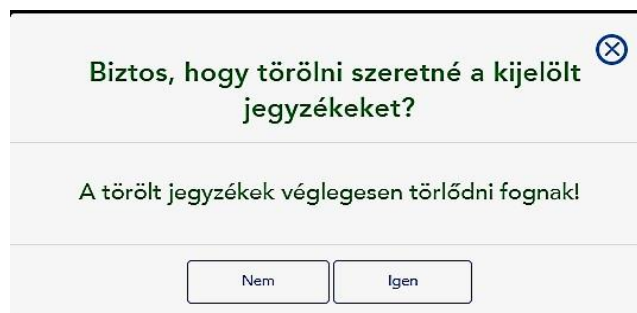 Biztos, hogy törölni szeretné a kijelölt
jegyzékeket?
A törölt jegyzékek véglegesen törlődni fognak!
Nem
Igen